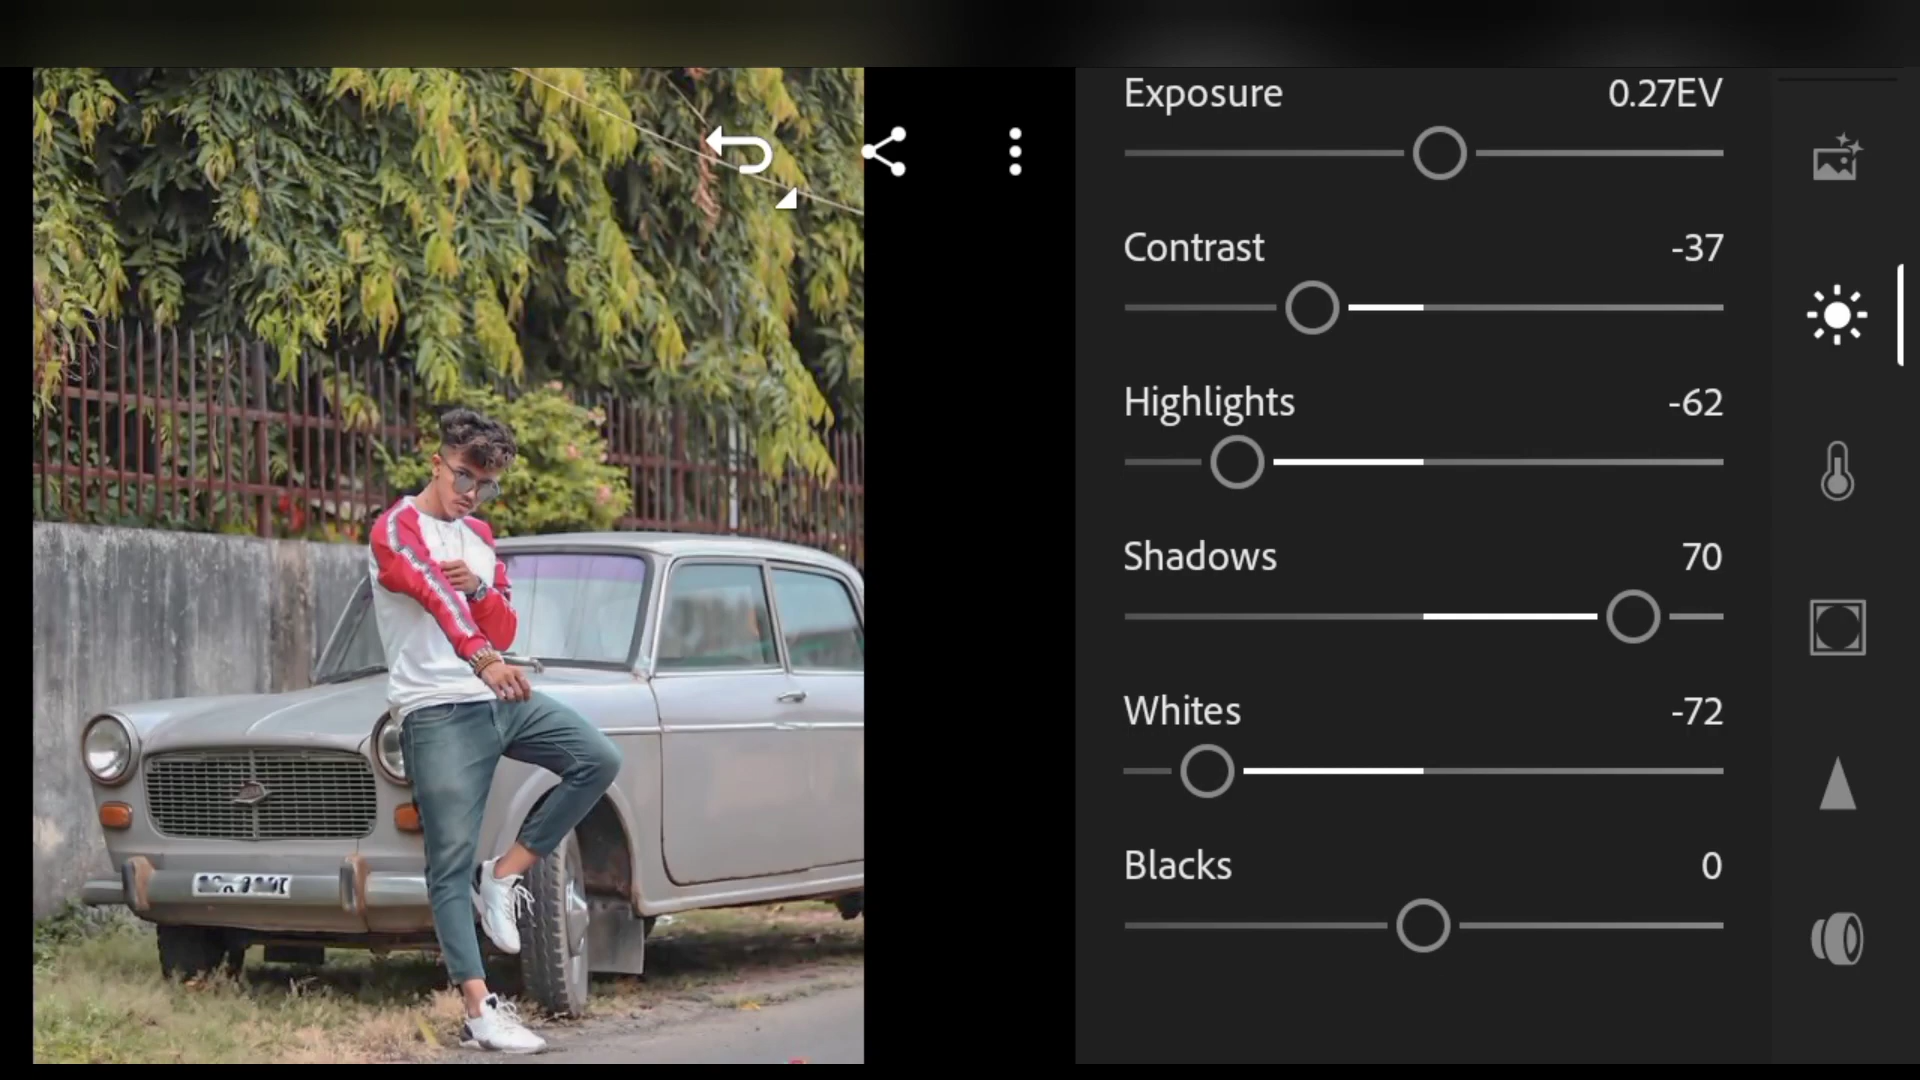 Exposure 0.27EV
Contrast -37
Highlights -62
Shadows 70
Whites -72
Blacks 0